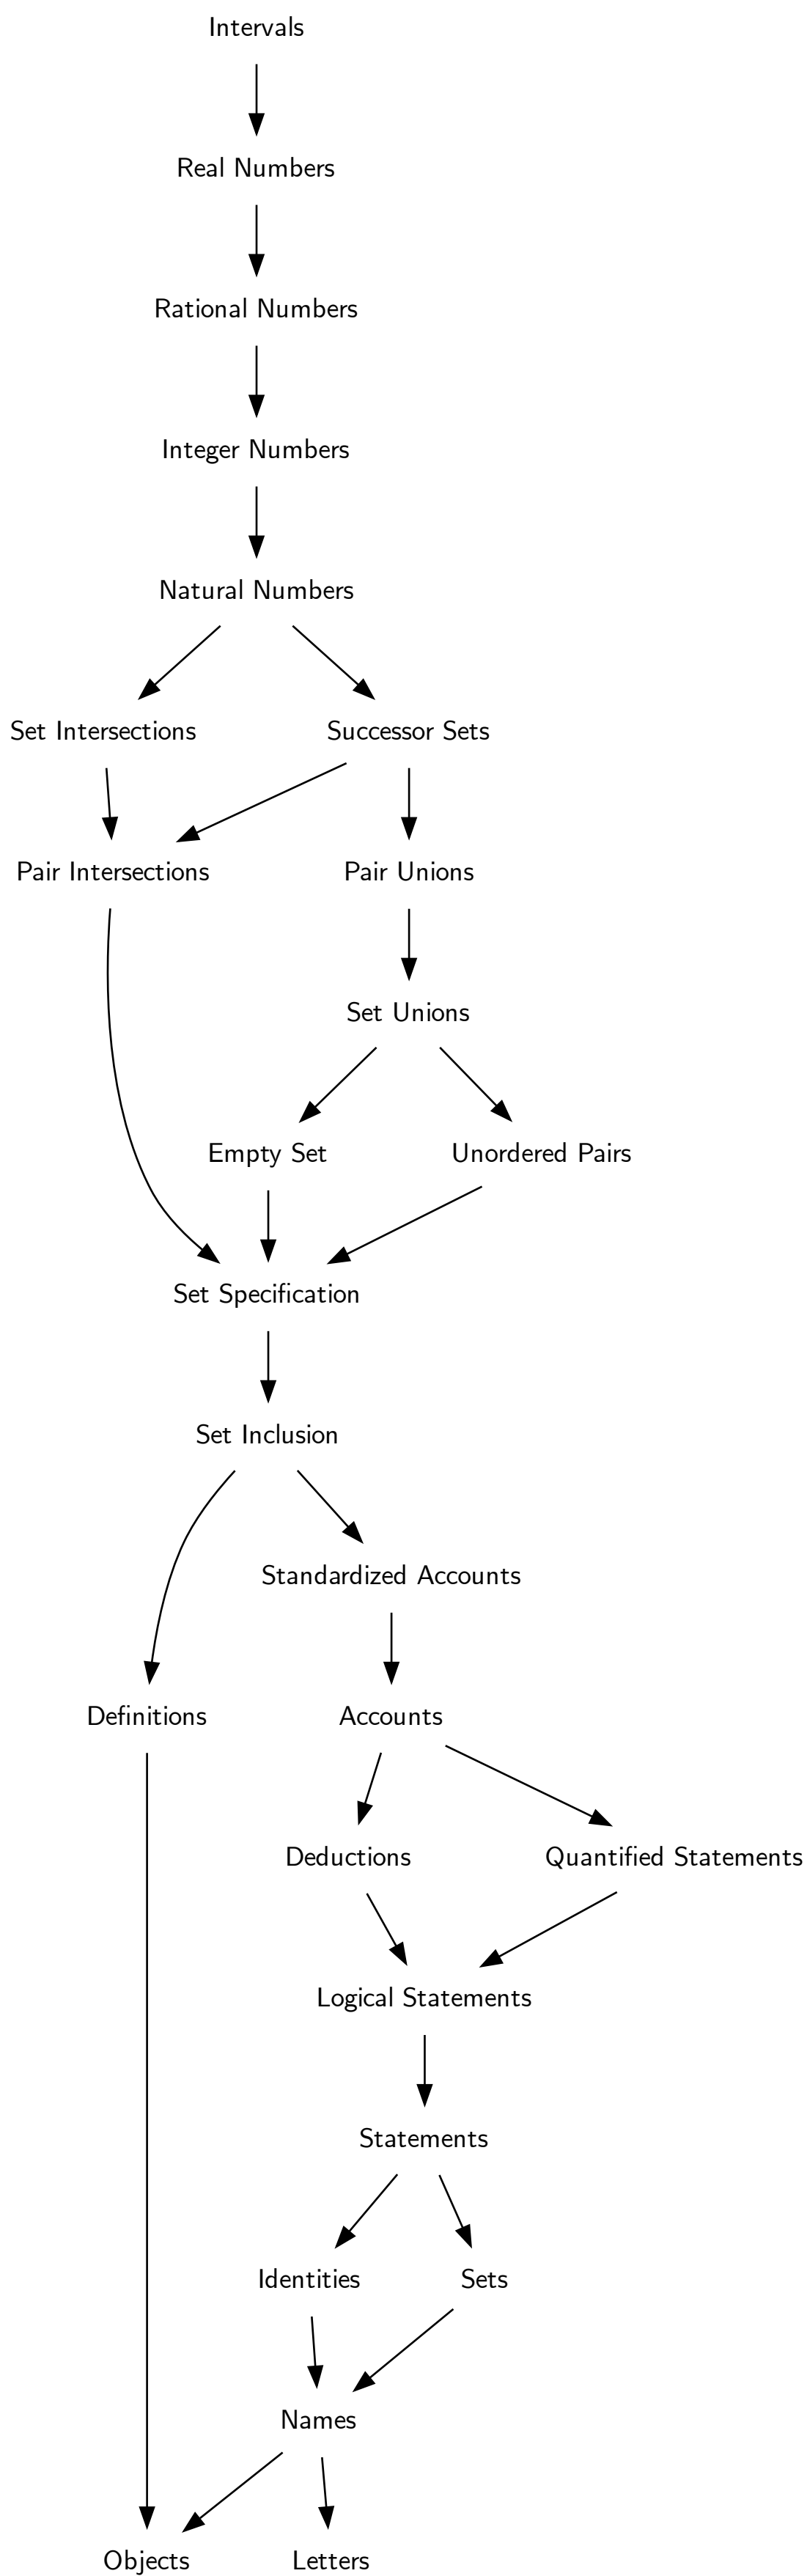 Intervals
Real Numbers
Rational Numbers
Integer Numbers
Natural Numbers
Set Intersections
Successor Sets
Pair Intersections
Pair Unions
Set Unions
Empty Set
Unordered Pairs
Set Specification
Set Inclusion
Standardized Accounts
Definitions
Accounts
Deductions
Quantified Statements
Logical Statements
Statements
Identities
Sets
Names
Objects
Letters